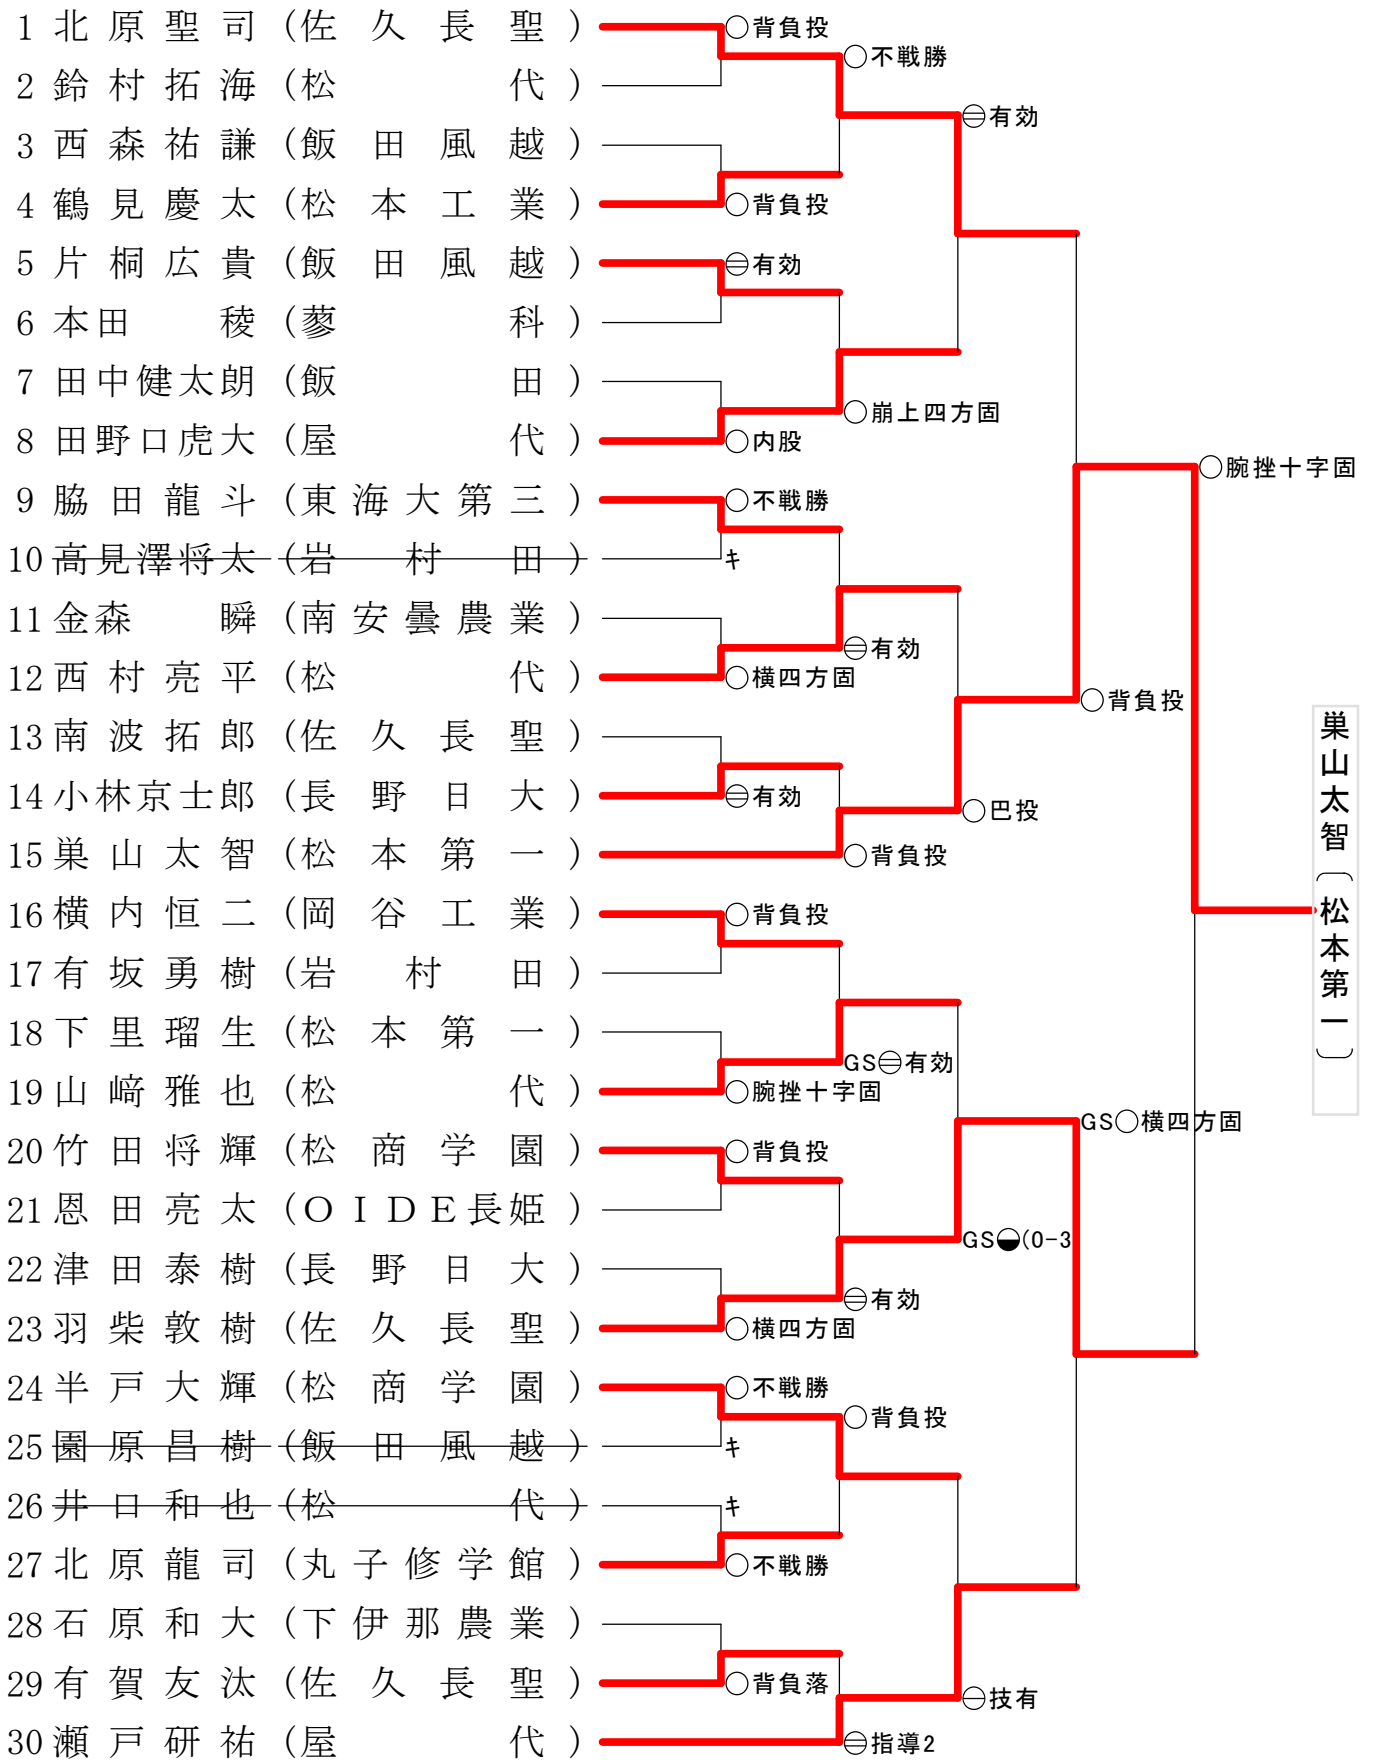 1 北原聖司（佐久長聖）
2 鈴村拓海（松代）
3 西森祐謙（飯田風越）
4 鶴見慶太（松本工業）
5 片桐広貴（飯田風越）
6 本田稜（蓼科）
7 田中健太朗（飯田）
8 田野口虎大（屋代）
9 脇田龍斗（東海大第三）
10 高見澤将太（岩村田）
11 金森瞬（南安曇農業）
12 西村亮平（松代）
13 南波拓郎（佐久長聖）
14 小林京士郎（長野日大）
15 巣山太智（松本第一）
16 横内恒二（岡谷工業）
17 有坂勇樹（岩村田）
18 下里瑠生（松本第一）
19 山﨑雅也（松代）
20 竹田将輝（松商学園）
21 恩田亮太（ＯＩＤＥ長姫）
22 津田泰樹（長野日大）
23 羽柴敦樹（佐久長聖）
24 半戸大輝（松商学園）
25 園原昌樹（飯田風越）
26 井口和也（松代）
27 北原龍司（丸子修学館）
28 石原和大（下伊那農業）
29 有賀友汰（佐久長聖）
30 瀬戸研祐（屋代）
○背負投
○背負投
㊀有効
○内股
○不戦勝
ｷ
○横四方固
㊀有効
○背負投
○腕挫十字固
○背負投
○横四方固
○不戦勝
ｷ
ｷ
○不戦勝
○背負落
○不戦勝
○崩上四方固
㊀有効
○背負投
GS㊀有効
㊀有効
○背負投
㊀指導2
㊀有効
○巴投
GS◒(0-3
㊀技有
○背負投
GS○横四方固
○腕挫十字固
巣山太智〔松本第一〕